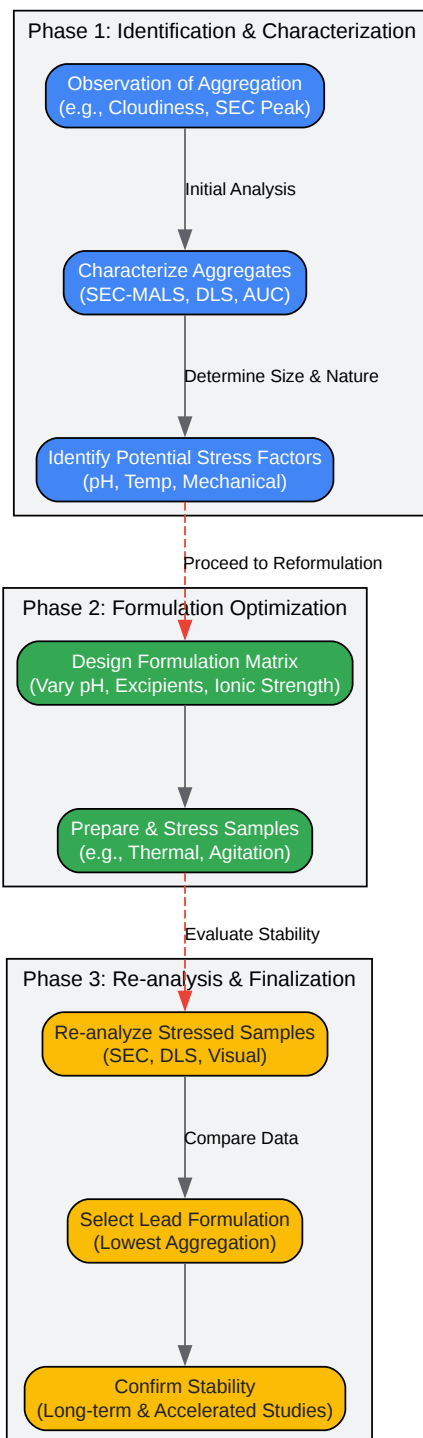 Phase 1: Identification & Characterization
Observation of Aggregation
(e.g., Cloudiness, SEC Peak)
Initial Analysis
Characterize Aggregates
(SEC-MALS, DLS, AUC)
Determine Size & Nature
Identify Potential Stress Factors
(pH, Temp, Mechanical)
Proceed to Reformulation
Phase 2: Formulation Optimization
Design Formulation Matrix
(Vary pH, Excipients, Ionic Strength)
Prepare & Stress Samples
(e.g., Thermal, Agitation)
Evaluate Stability
Phase 3: Re-analysis & Finalization
Re-analyze Stressed Samples
(SEC, DLS, Visual)
Compare Data
Select Lead Formulation
(Lowest Aggregation)
Confirm Stability
(Long-term & Accelerated Studies)